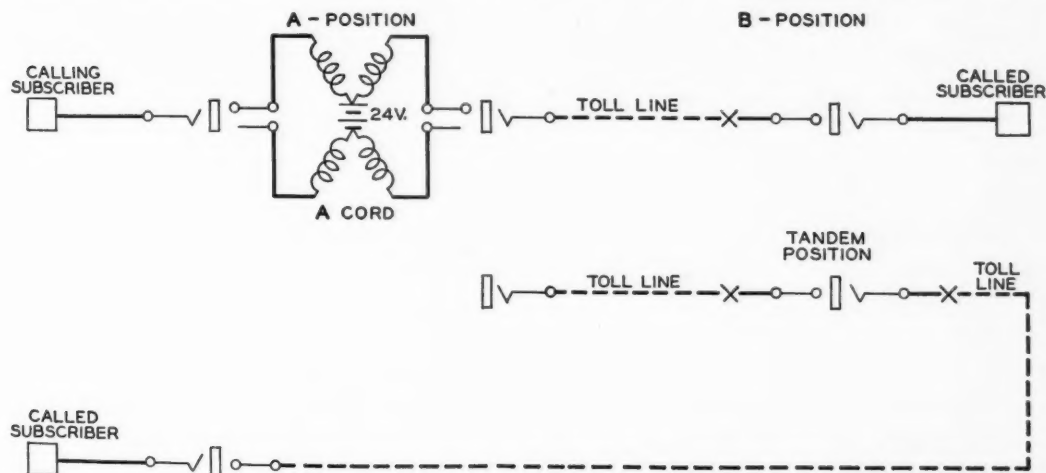 A - POSITION
B - POSITION
CALLING
SUBSCRIBER
24V.
TOLL LINE
CALLED
SUBSCRIBER
A CORD
TANDEM
POSITION
TOLL LINE
TOLL
LINE
CALLED
SUBSCRIBER